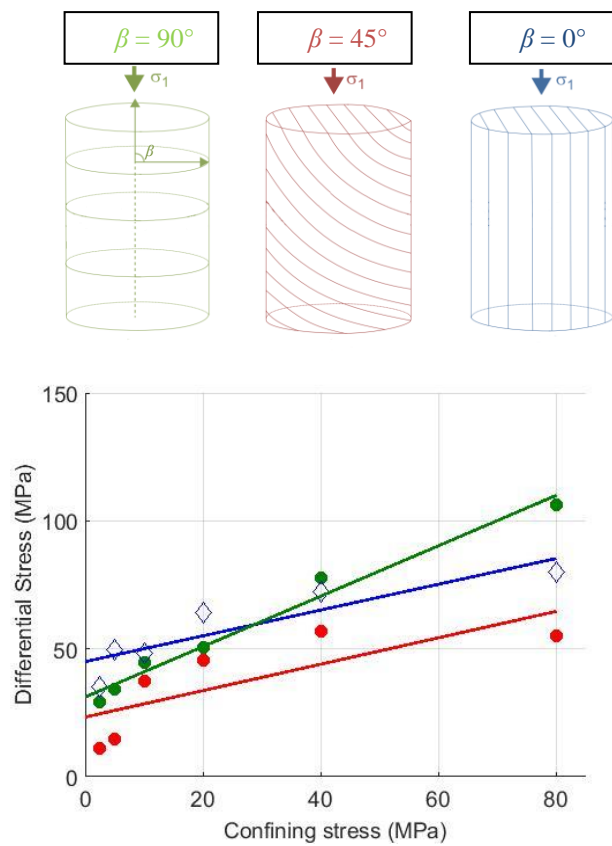 β = 90° β = 45° β = 0°
σ1 σ1 σ1
β
150
100
50
0
0 20 40 60 80
Differential Stress (MPa)
Confining stress (MPa)